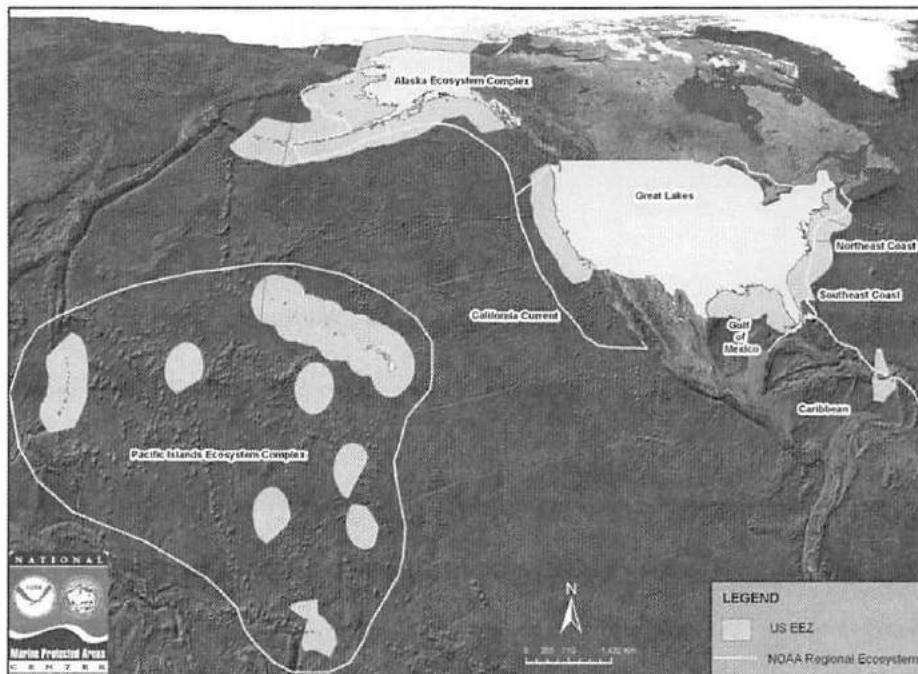 Alaska Ecosystem Complex
Great Lakes
Northeast Coast
Southeast Coast
California Current
Gulf
of
Mexico
Caribbean
Pacific Islands Ecosystem Complex
NATIONAL
Marine Protected Areas
CENTER
N
LEGEND
US EEZ
NOAA Regional Ecosystem